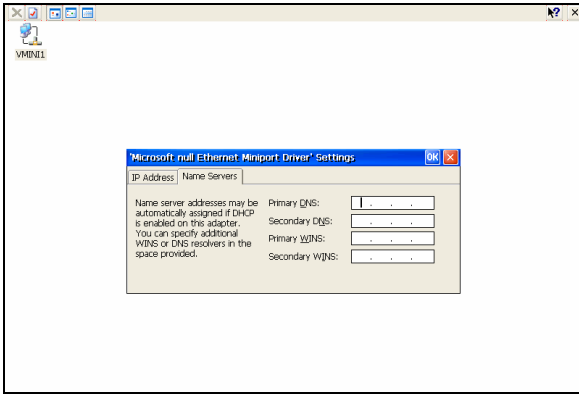 VMINI1
'Microsoft null Ethernet Miniport Driver' Settings OK
IP Address Name Servers
Name server addresses may be
automatically assigned if DHCP
is enabled on this adapter.
You can specify additional
WINS or DNS resolvers in the
space provided.
Primary DNS: . . .
Secondary DNS: . . .
Primary WINS: . . .
Secondary WINS: . . .